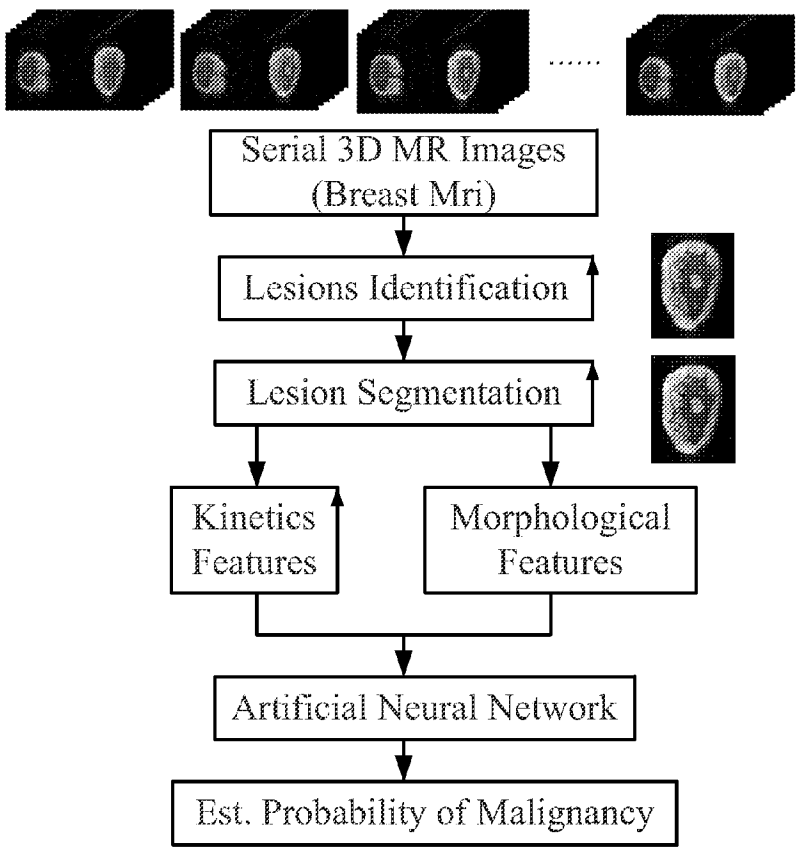 Serial 3D MR Images
(Breast Mri)
Lesions Identification
Lesion Segmentation
Kinetics
Features
Morphological
Features
Artificial Neural Network
Est. Probability of Malignancy